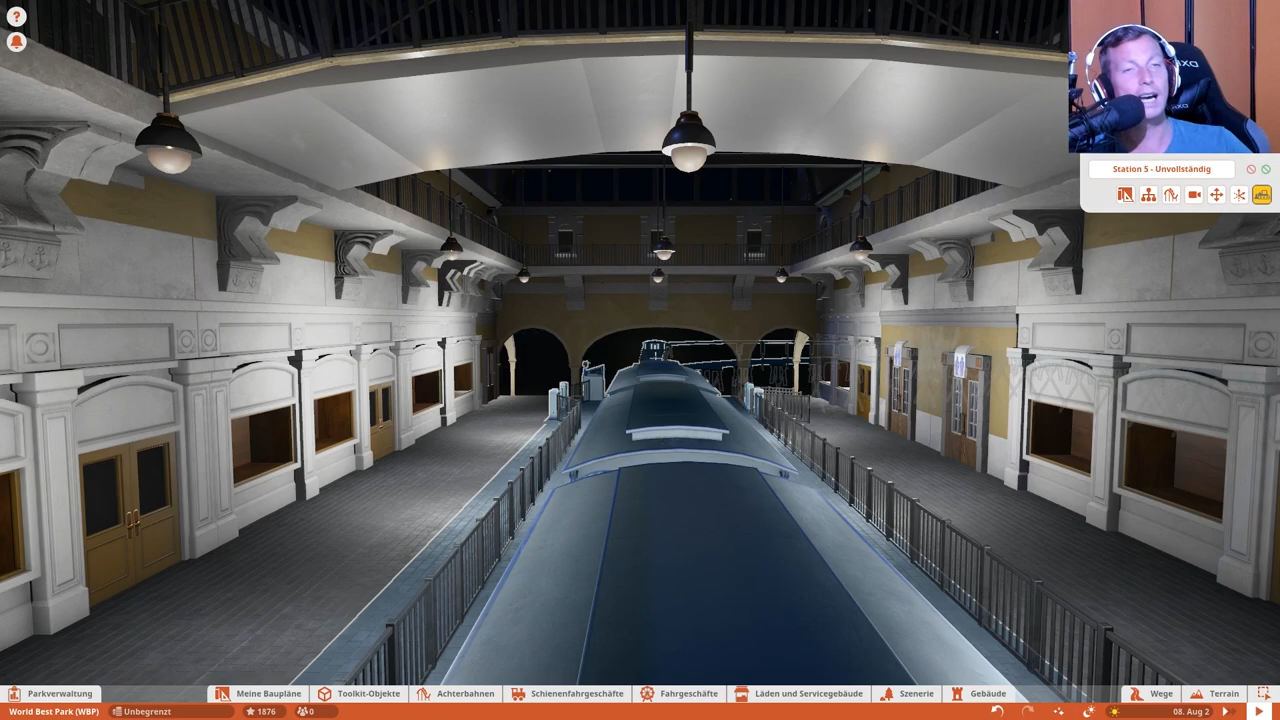 ?
Station 5 - Unvollständig
Parkverwaltung
Meine Baupläne
Toolkit-Objekte
Achterbahnen
Schienenfahrgeschäfte
Fahrgeschäfte
Läden und Servicegebäude
Szenerie
Gebäude
Wege
Terrain
World Best Park (WBP)
Unbegrenzt
1876
0
08. Aug 2